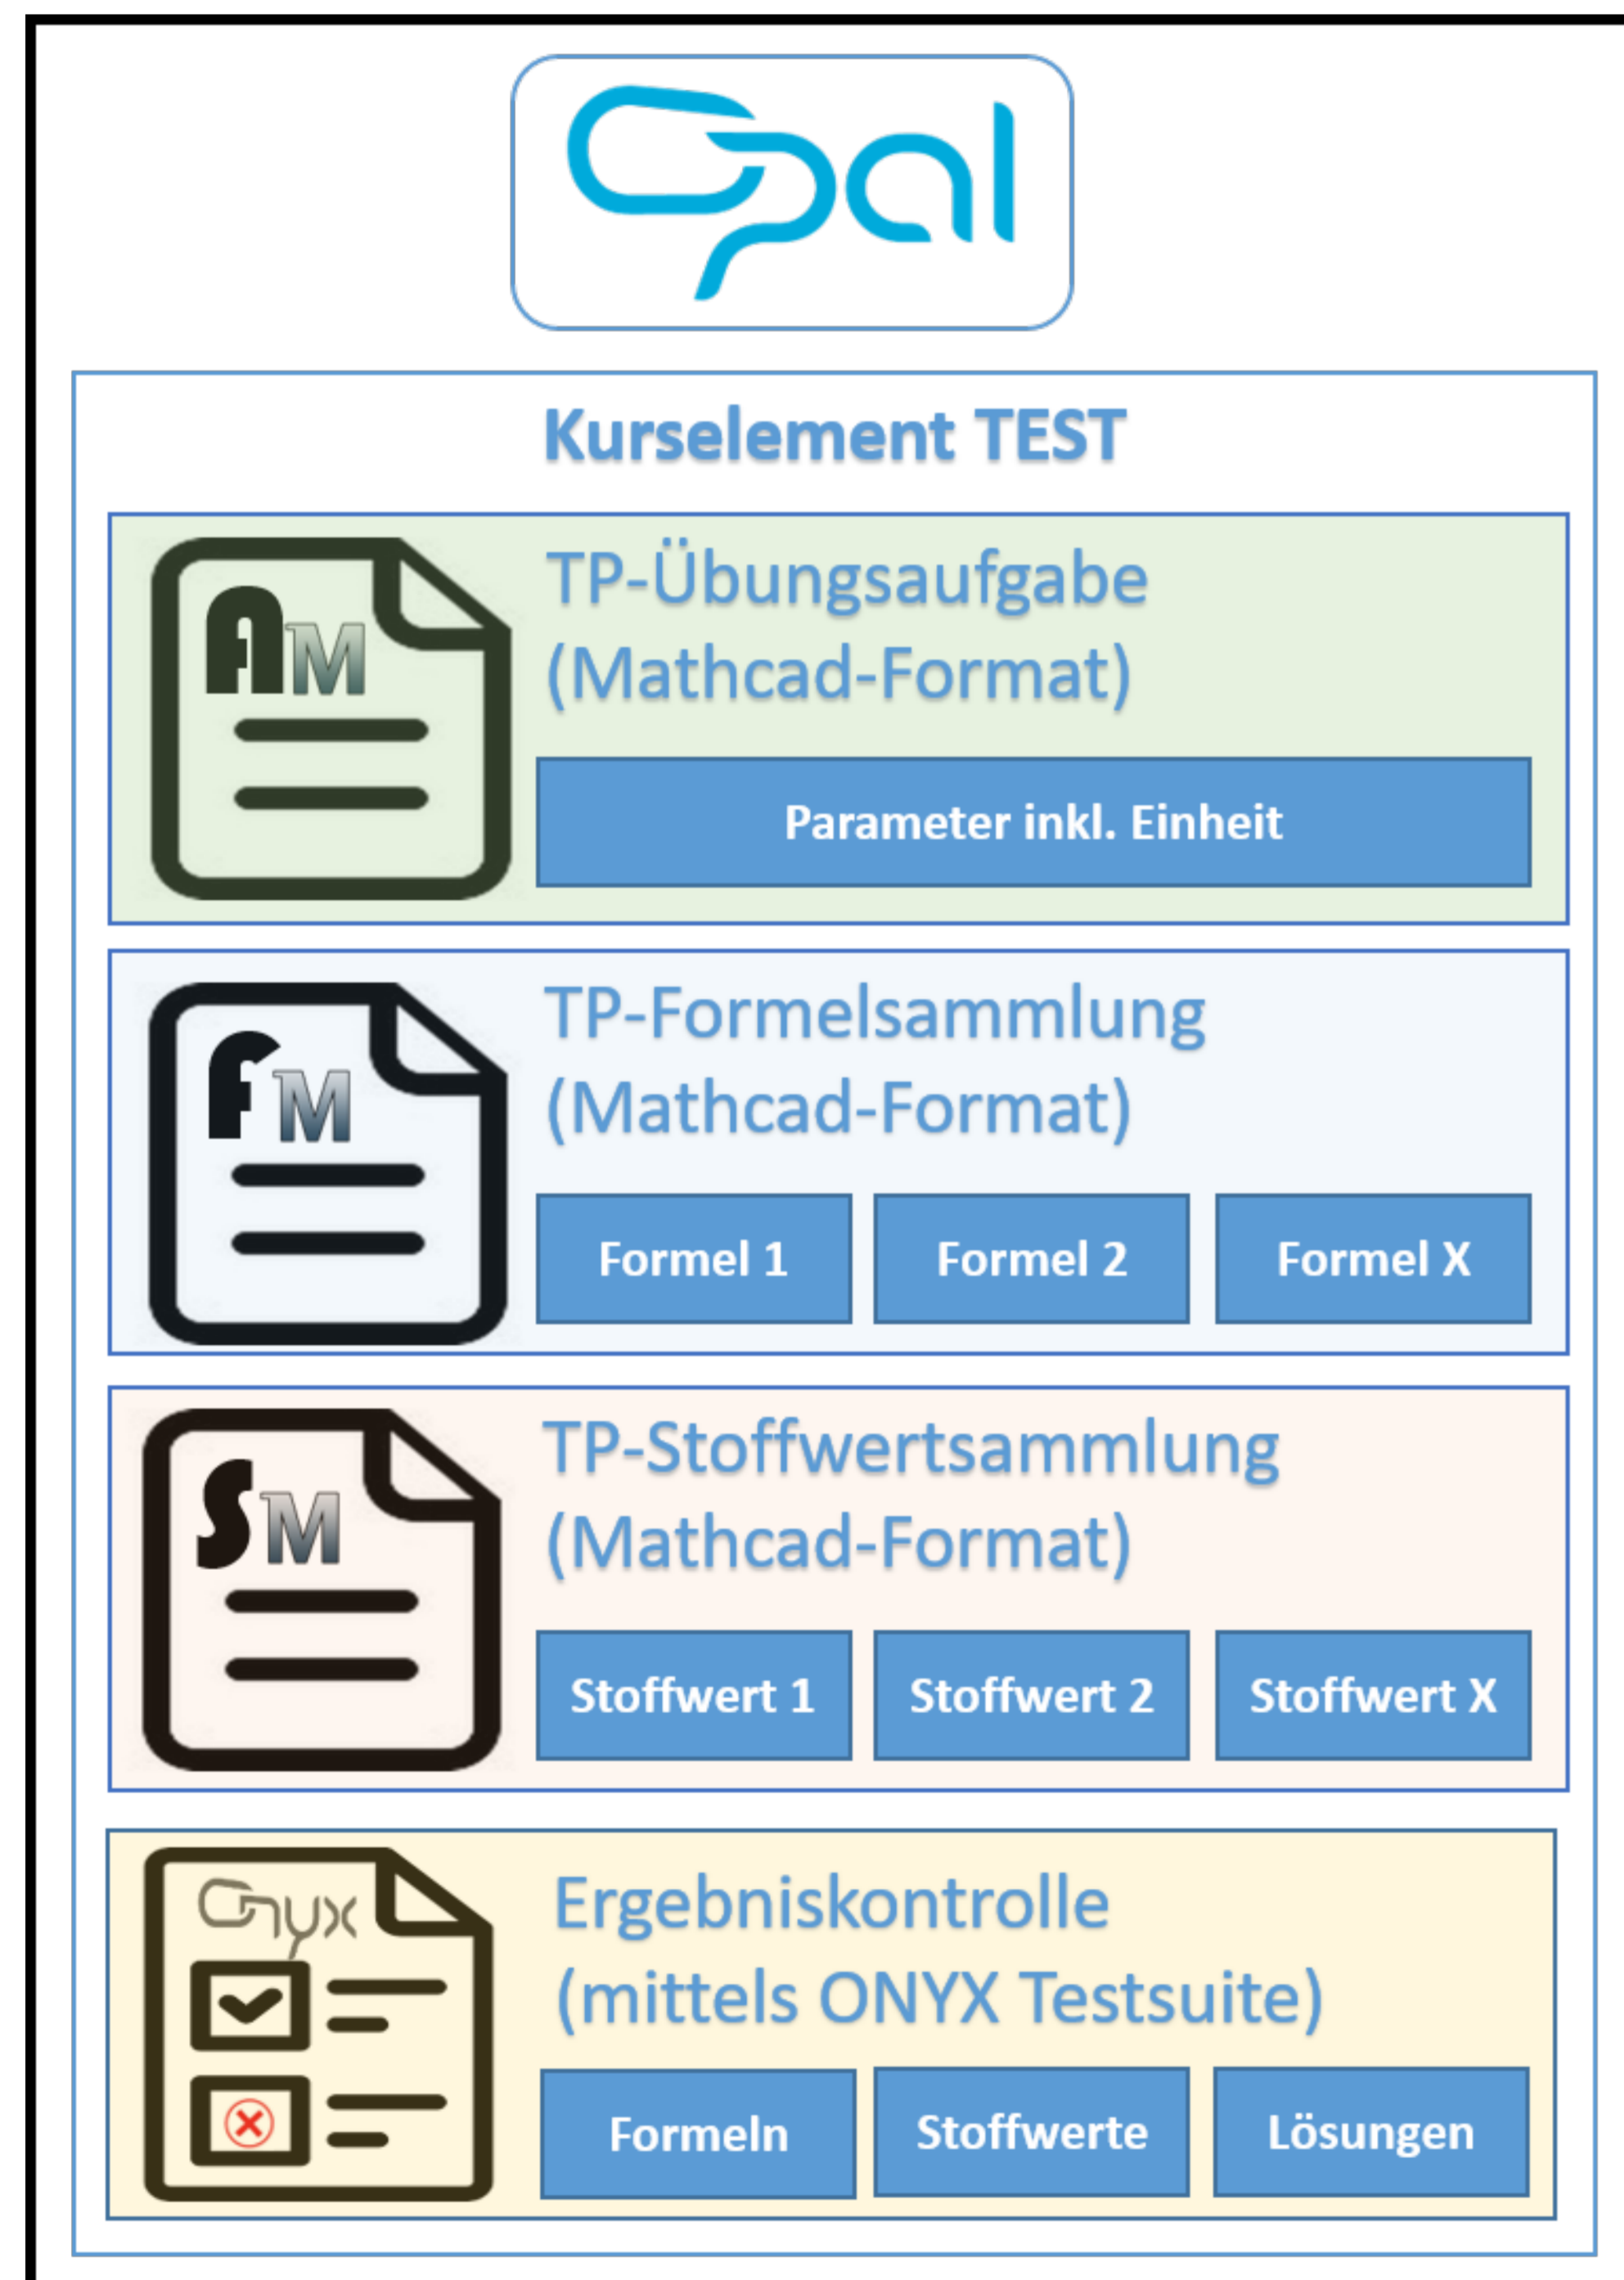 Opal
Kurselement TEST
AM
TP-Übungsaufgabe
(Mathcad-Format)
Parameter inkl. Einheit
FM
TP-Formelsammlung
(Mathcad-Format)
Formel 1
Formel 2
Formel X
SM
TP-Stoffwertsammlung
(Mathcad-Format)
Stoffwert 1
Stoffwert 2
Stoffwert X
Onyx
Ergebniskontrolle
(mittels ONYX Testsuite)
Formeln
Stoffwerte
Lösungen